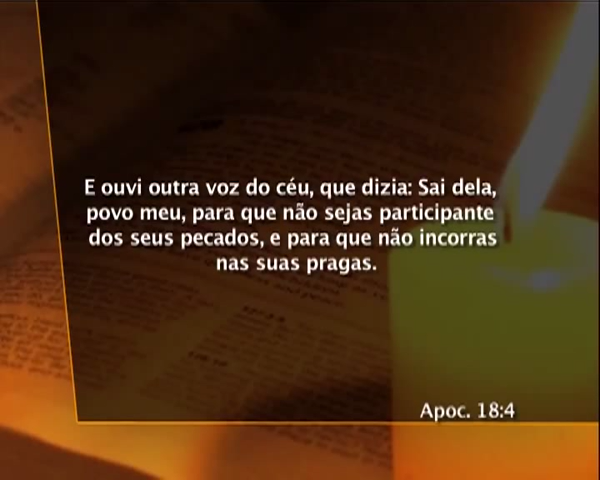 E ouvi outra voz do céu, que dizia: Sai dela,
povo meu, para que não sejas participante
dos seus pecados, e para que não incorras
nas suas pragas.
Apoc. 18:4